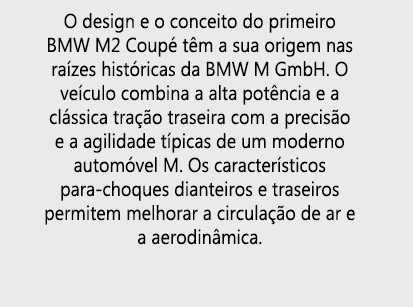 O design e o conceito do primeiro
BMW M2 Coupé têm a sua origem nas
raízes históricas da BMW M GmbH. O
veículo combina a alta potência e a
clássica tração traseira com a precisão
e a agilidade típicas de um moderno
automóvel M. Os característicos
para-choques dianteiros e traseiros
permitem melhorar a circulação de ar e
a aerodinâmica.